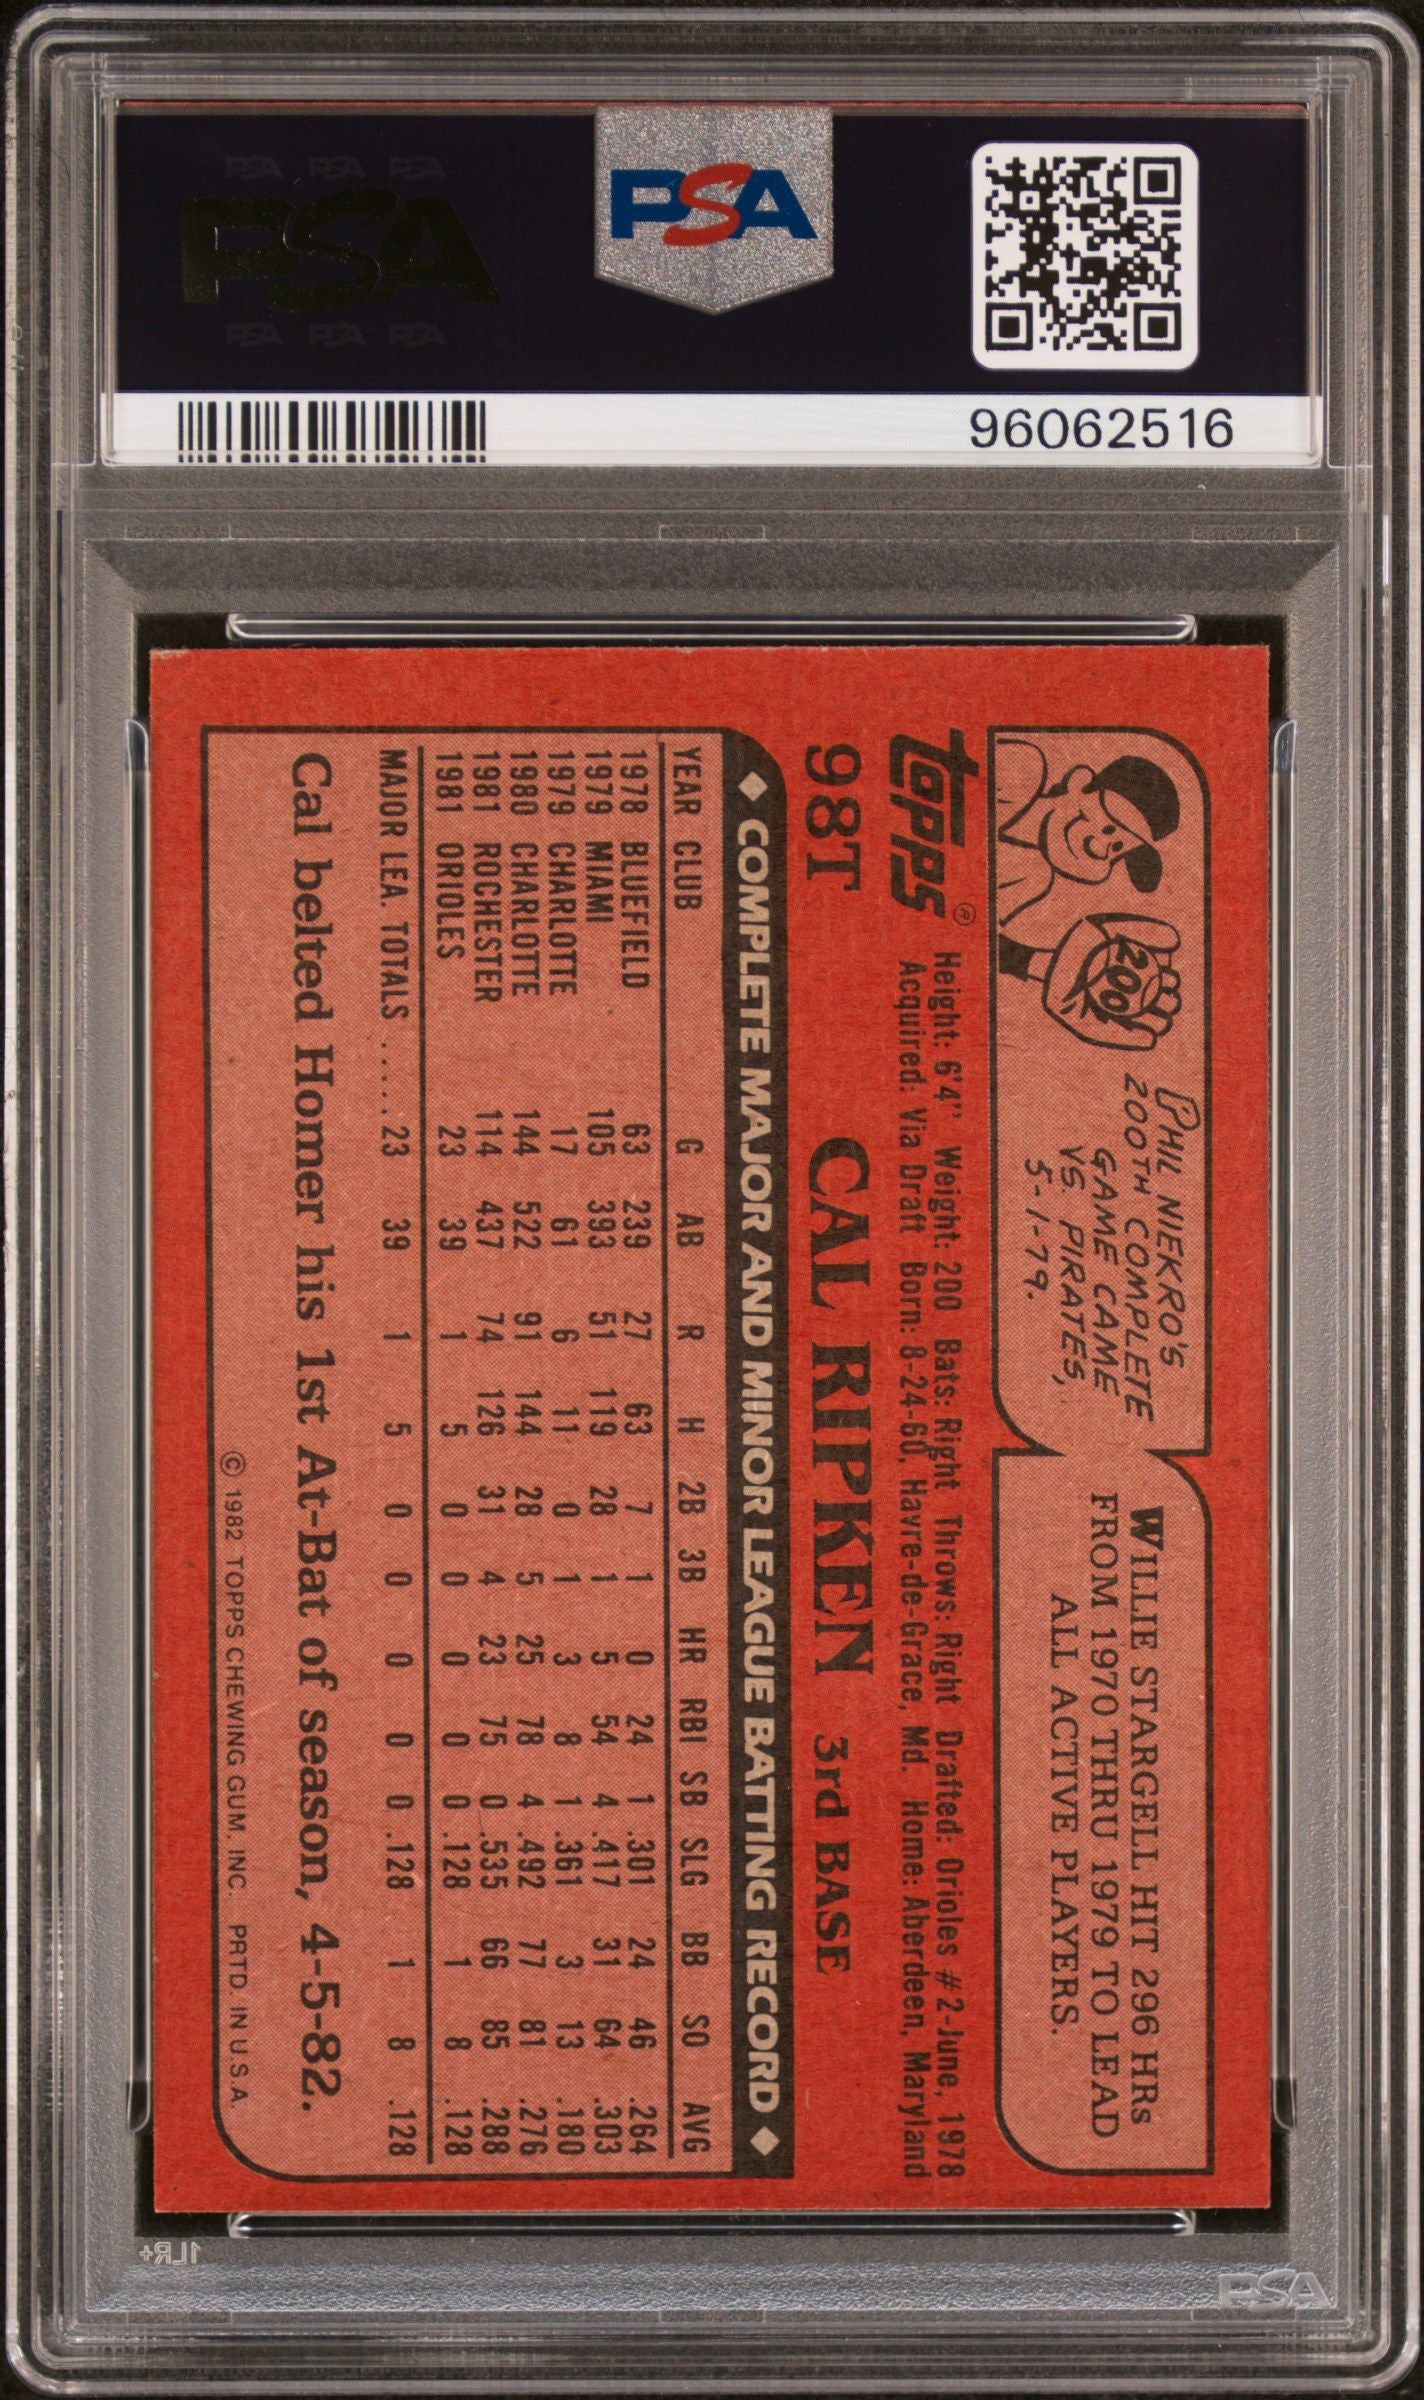 PSA PSA PSA
PSA
PSA PSA PSA
PSA
96062516
200
PHIL NIEKRO'S
200TH COMPLETE
GAME CAME
VS. PIRATES,
5-1-79.
WILLIE STARGELL HIT 296 HRs
FROM 1970 THRU 1979 TO LEAD
ALL ACTIVE PLAYERS.
topps®
Height: 6'4" Weight: 200 Bats: Right Throws: Right Drafted: Orioles #2-June, 1978
Acquired: Via Draft Born: 8-24-60, Havre-de-Grace, Md. Home: Aberdeen, Maryland
98T CAL RIPKEN 3rd BASE
◆ COMPLETE MAJOR AND MINOR LEAGUE BATTING RECORD ◆
YEAR CLUB G AB R H 2B 3B HR RBI SB SLG BB SO AVG
1978 BLUEFIELD 63 239 27 63 7 1 0 24 1 .301 24 46 .264
1979 MIAMI 105 393 51 119 28 1 5 54 4 .417 31 64 .303
1979 CHARLOTTE 17 61 6 11 0 1 3 8 1 .361 3 13 .180
1980 CHARLOTTE 144 522 91 144 28 5 25 78 4 .492 77 81 .276
1981 ROCHESTER 114 437 74 126 31 4 23 75 0 .535 66 85 .288
1981 ORIOLES 23 39 1 5 0 0 0 0 0 .128 1 8 .128
MAJOR LEA. TOTALS ..... 23 39 1 5 0 0 0 0 0 .128 1 8 .128
Cal belted Homer his 1st At-Bat of season, 4-5-82.
© 1982 TOPPS CHEWING GUM, INC. PRTD. IN U.S.A.
1LR+
PSA